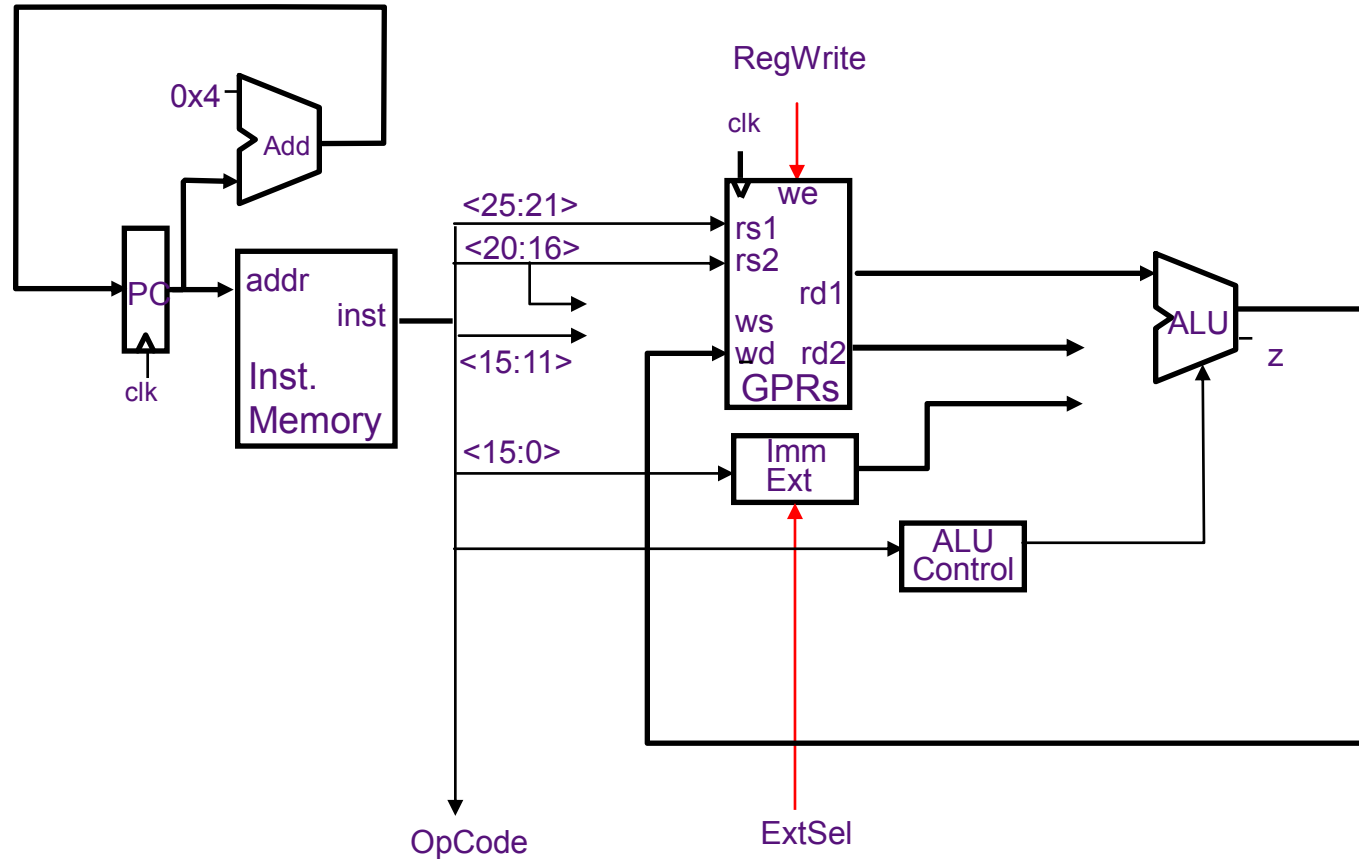 RegWrite
0x4
Add
clk
we
<25:21>
rs1
<20:16>
rs2
addr
PC
rd1
inst
ws
ALU
<15:11>
wd
rd2
z
clk
Inst.
Memory
GPRs
<15:0>
Imm
Ext
ALU
Control
OpCode
ExtSel